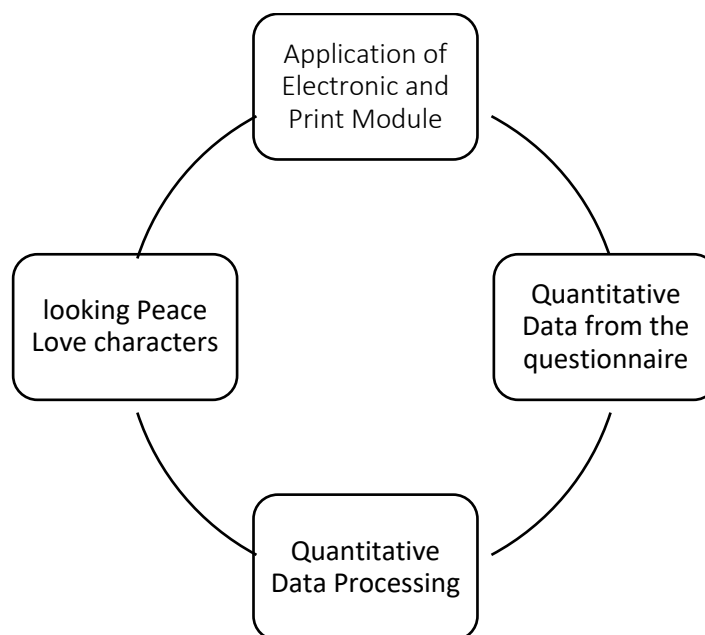 Application of
Electronic and
Print Module
looking Peace
Love characters
Quantitative
Data from the
questionnaire
Quantitative
Data Processing